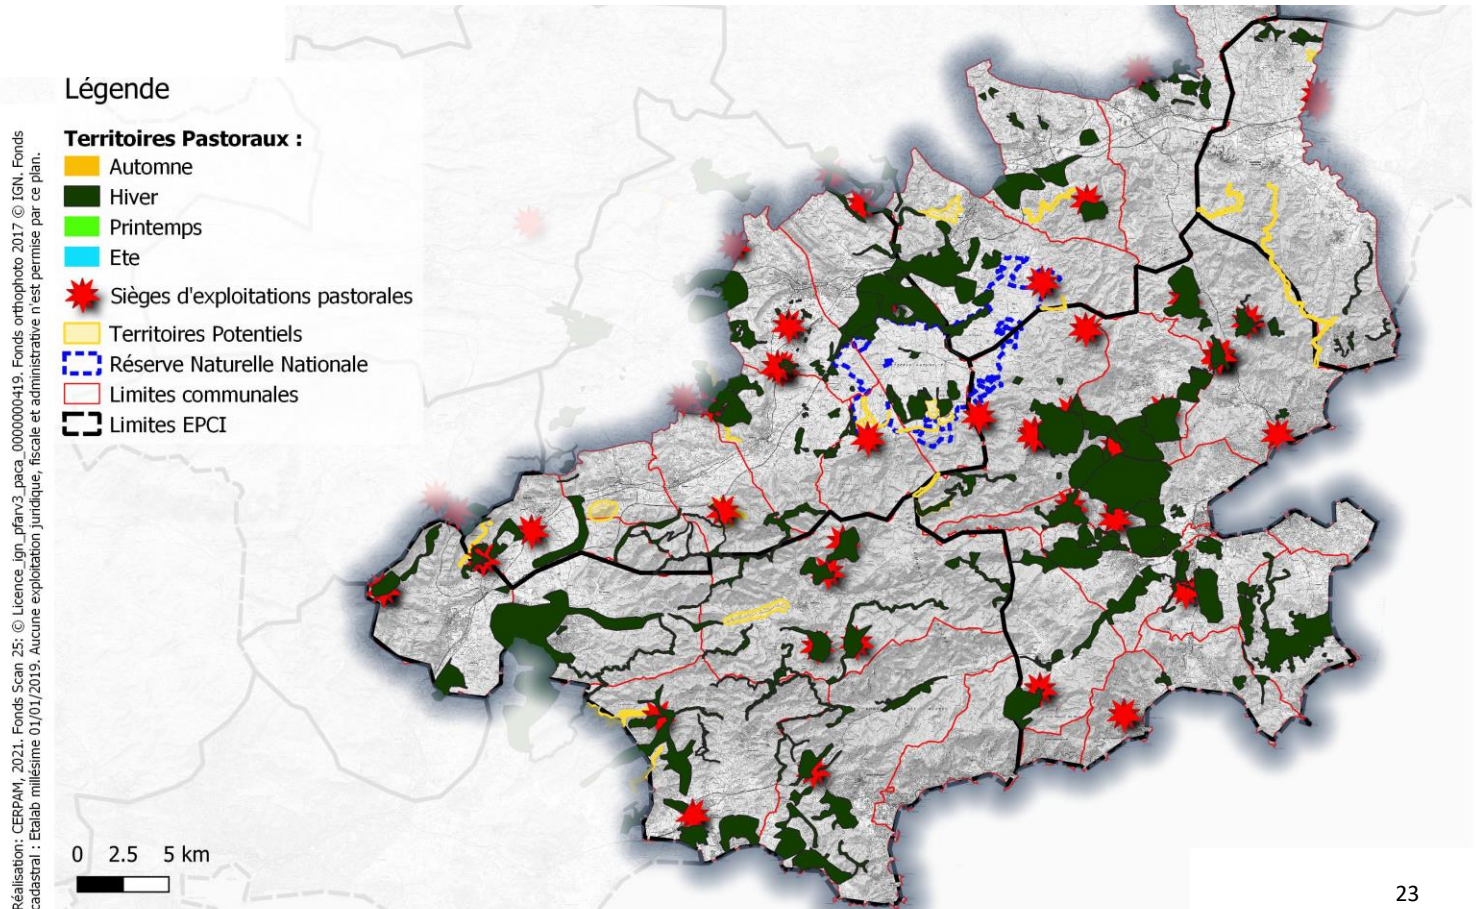 Légende
Territoires Pastoraux :
Automne
Hiver
Printemps
Ete
Sièges d'exploitations pastorales
Territoires Potentiels
Réserve Naturelle Nationale
Limites communales
Limites EPCI
Réalisation: CERPAM, 2021. Fonds Scan 25: © Licence_ign_pfarv3_paca_0000000419. Fonds orthophoto 2017 © IGN. Fonds
cadastral : Etalab millésime 01/01/2019. Aucune exploitation juridique, fiscale et administrative n'est permise par ce plan.
0 2.5 5 km
23